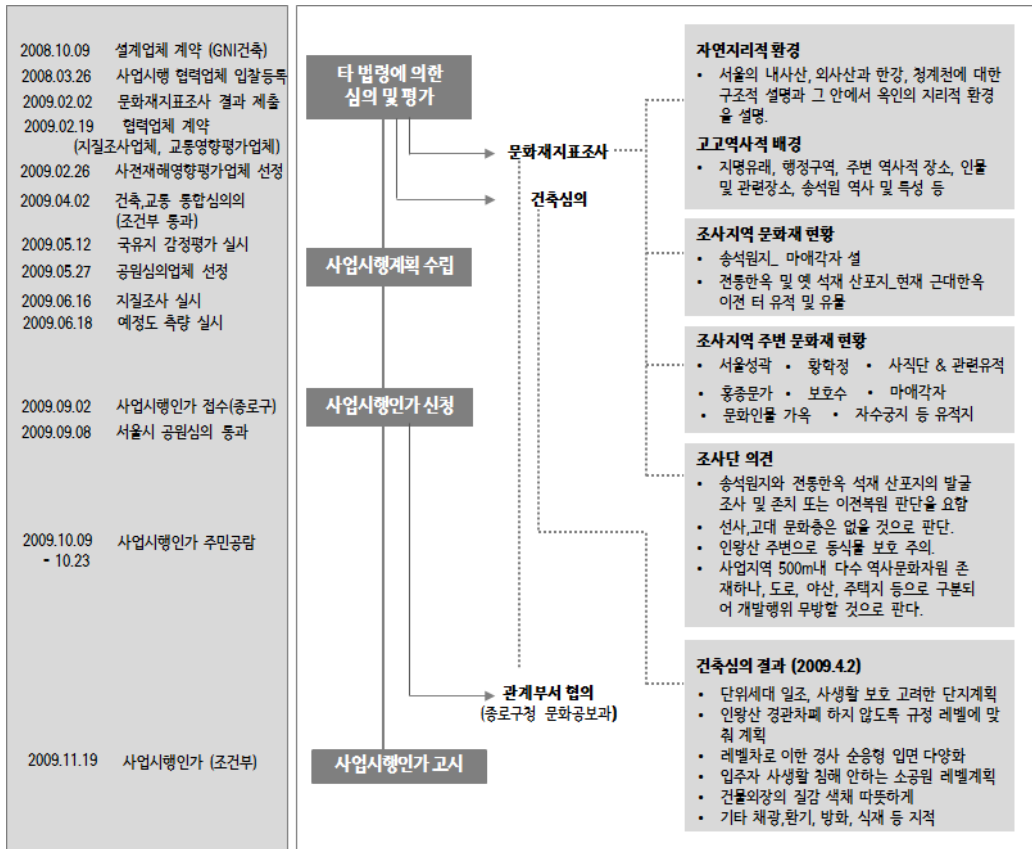 2008.10.09 설계업체 계약 (GNI건축)
2008.03.26 사업시행 협력업체 입찰등록
2009.02.02 문화재지표조사 결과 제출
2009.02.19 협력업체 계약
(지질조사업체, 교통영향평가업체)
2009.02.26 사전재해영향평가업체 선정
2009.04.02 건축,교통 통합심의의
(조건부 통과)
2009.05.12 국유지 감정평가 실시
2009.05.27 공원심의업체 선정
2009.06.16 지질조사 실시
2009.06.18 예정도 측량 실시
2009.09.02 사업시행인가 접수(종로구)
2009.09.08 서울시 공원심의 통과
2009.10.09 사업시행인가 주민공람
- 10.23
2009.11.19 사업시행인가 (조건부)
타 법령에 의한
심의 및 평가
문화재지표조사
건축심의
사업시행계획 수립
사업시행인가 신청
관계부서 협의
(종로구청 문화공보과)
사업시행인가 고시
자연지리적 환경
• 서울의 내사산, 외사산과 한강, 청계천에 대한
구조적 설명과 그 안에서 옥인의 지리적 환경
을 설명.
고고역사적 배경
• 지명유래, 행정구역, 주변 역사적 장소, 인물
및 관련장소, 송석원 역사 및 특성 등
조사지역 문화재 현황
• 송석원지_ 마애각자 설
• 전통한옥 및 옛 석재 산포지_현재 근대한옥
이전 터 유적 및 유물
조사지역 주변 문화재 현황
• 서울성곽 • 황학정 • 사직단 & 관련유적
• 홍종문가 • 보호수 • 마애각자
• 문화인물 가옥 • 자수궁지 등 유적지
조사단 의견
• 송석원지와 전통한옥 석재 산포지의 발굴
조사 및 존치 또는 이전복원 판단을 요함
• 선사,고대 문화층은 없을 것으로 판단.
• 인왕산 주변으로 동식물 보호 주의.
• 사업지역 500m내 다수 역사문화자원 존
재하나, 도로, 야산, 주택지 등으로 구분되
어 개발행위 무방할 것으로 판다.
건축심의 결과 (2009.4.2)
• 단위세대 일조, 사생활 보호 고려한 단지계획
• 인왕산 경관차폐 하지 않도록 규정 레벨에 맞
춰 계획
• 레벨차로 이한 경사 순응형 입면 다양화
• 입주자 사생활 침해 안하는 소공원 레벨계획
• 건물외장의 질감 색채 따뜻하게
• 기타 채광,환기, 방화, 식재 등 지적